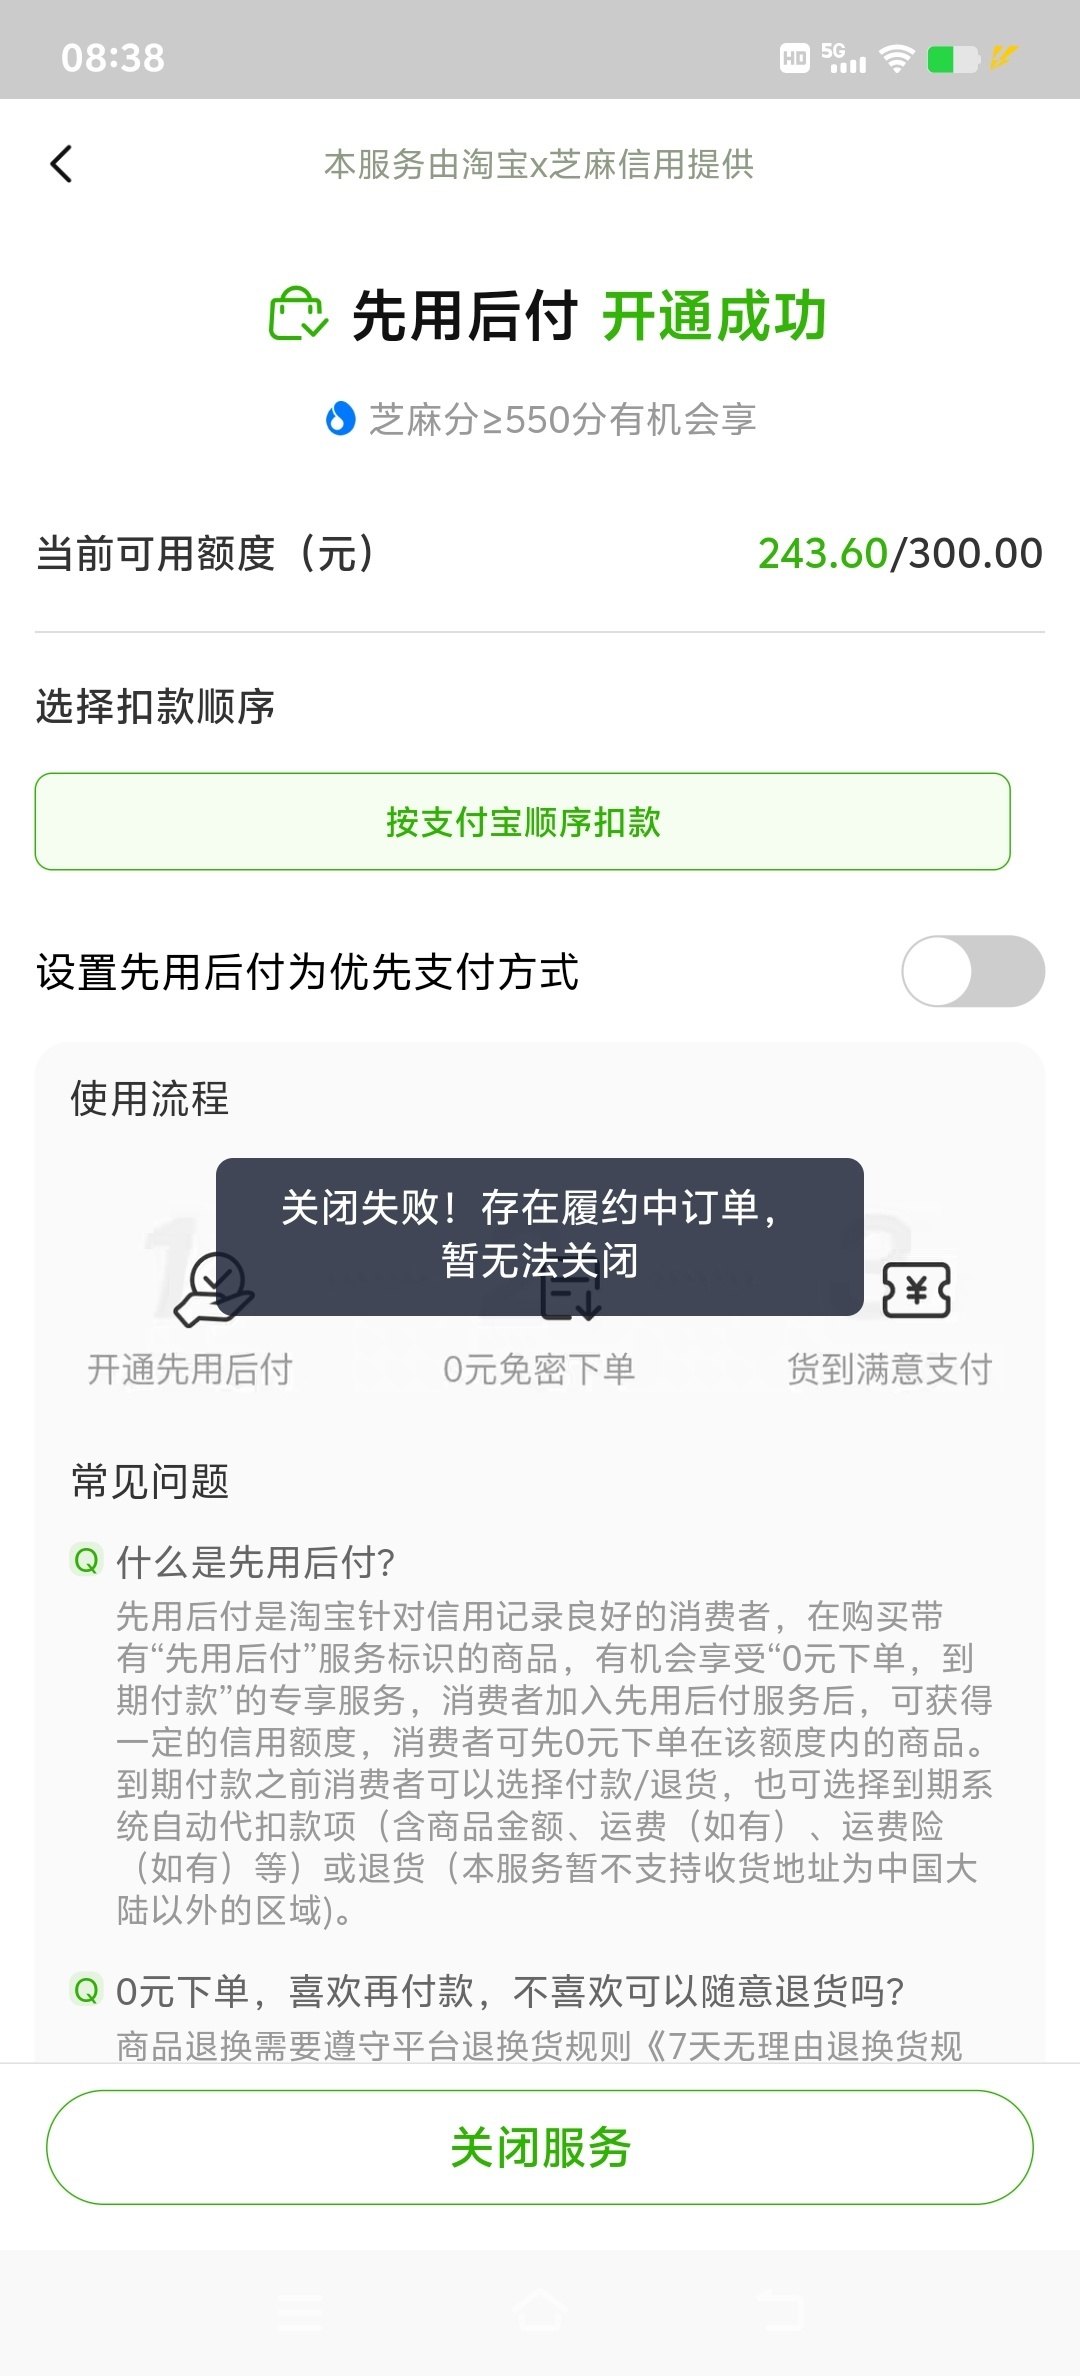 08:38
HD 5G
本服务由淘宝x芝麻信用提供
先用后付 开通成功
芝麻分≥550分有机会享
当前可用额度（元） 243.60/300.00
选择扣款顺序
按支付宝顺序扣款
设置先用后付为优先支付方式
使用流程
关闭失败！存在履约中订单，
暂无法关闭
1 3
开通先用后付 0元免密下单 货到满意支付
常见问题
Q 什么是先用后付?
先用后付是淘宝针对信用记录良好的消费者，在购买带
有“先用后付”服务标识的商品，有机会享受“0元下单，到
期付款”的专享服务，消费者加入先用后付服务后，可获得
一定的信用额度，消费者可先0元下单在该额度内的商品。
到期付款之前消费者可以选择付款/退货，也可选择到期系
统自动代扣款项（含商品金额、运费（如有）、运费险
（如有）等）或退货（本服务暂不支持收货地址为中国大
陆以外的区域)。
Q 0元下单，喜欢再付款，不喜欢可以随意退货吗?
商品退换需要遵守平台退换货规则《7天无理由退换货规
关闭服务